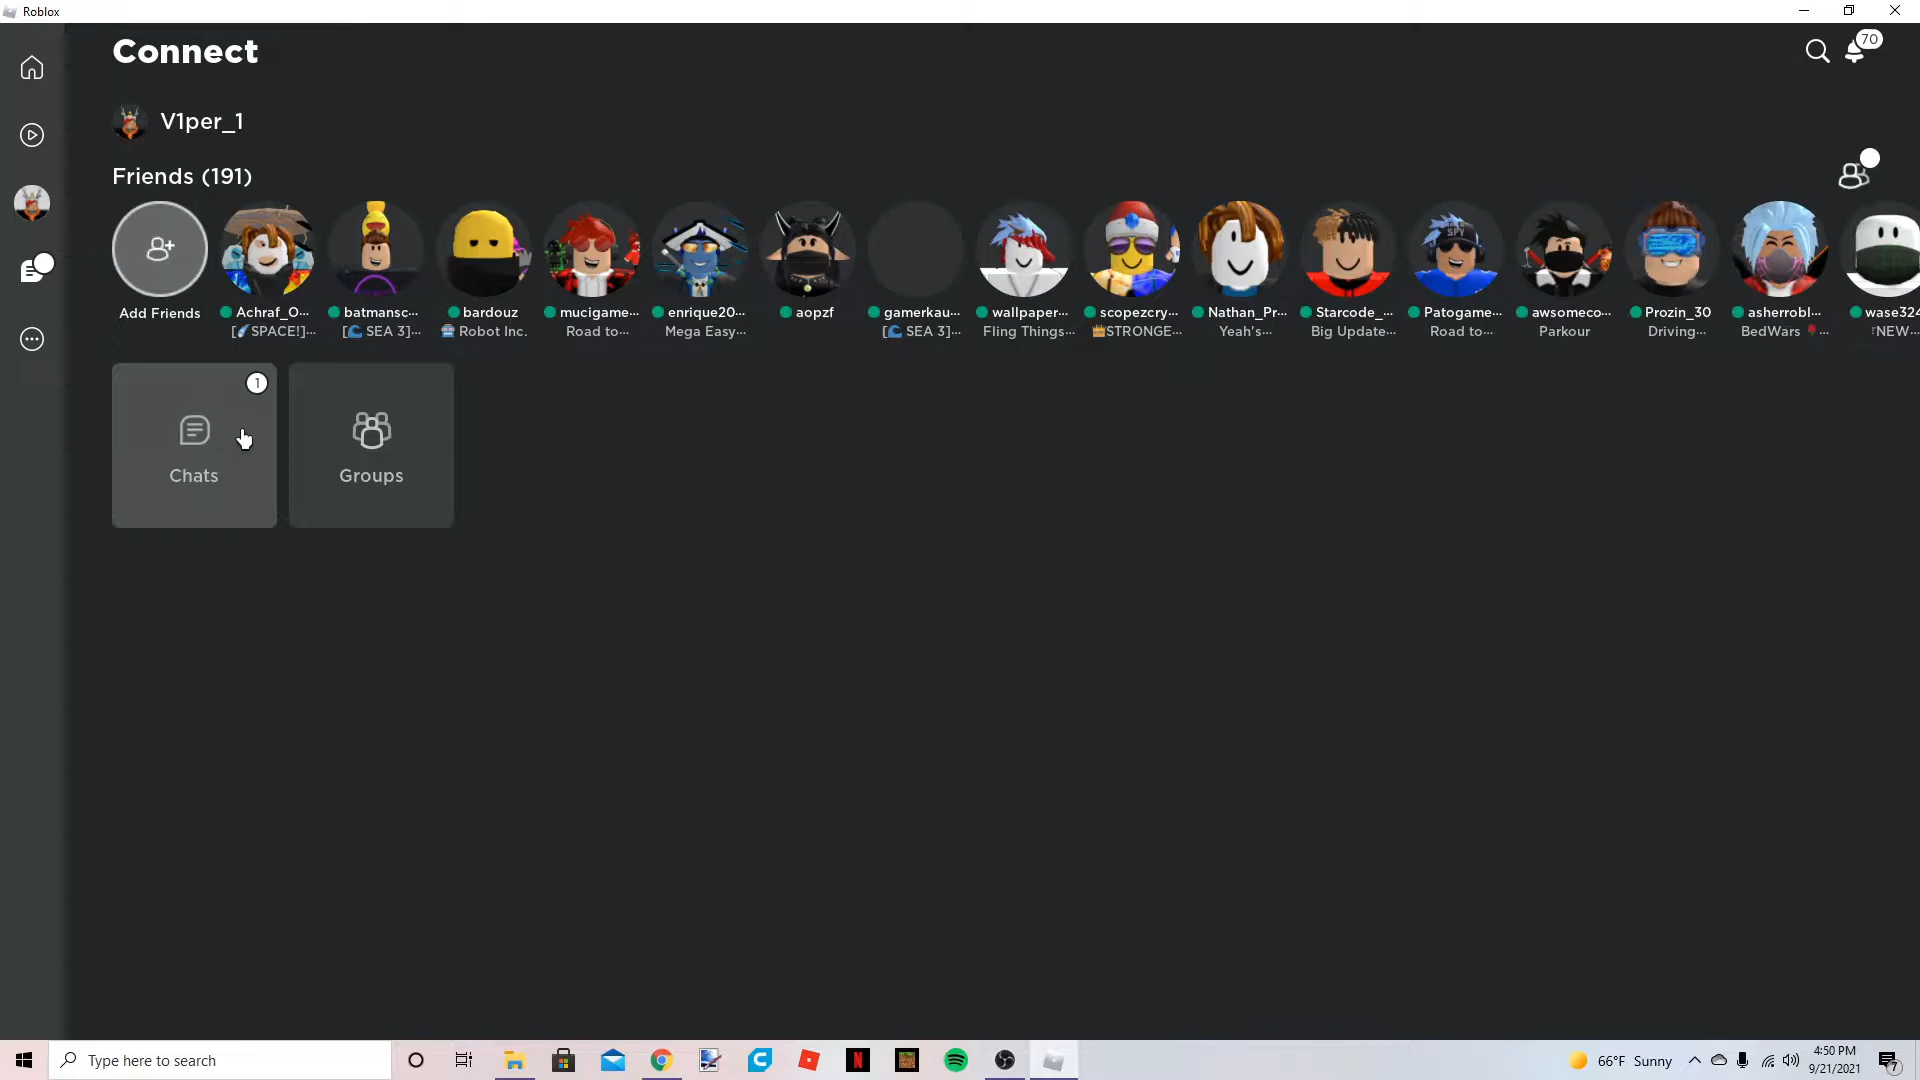 Roblox
Connect
70
V1per_1
Friends (191)
Add Friends
Achraf_O...
[🚀SPACE!]...
batmansc...
[🌊 SEA 3]...
bardouz
🤖 Robot Inc.
mucigame...
Road to...
enrique20...
Mega Easy...
aopzf
gamerkau...
[🌊 SEA 3]...
wallpaper...
Fling Things...
scopezcry...
👑STRONGE...
Nathan_Pr...
Yeah's...
Starcode_...
Big Update...
Patogame...
Road to...
awsomeco...
Parkour
Prozin_30
Driving...
asherrobl...
BedWars 🎈...
wase324
「NEW...
SPY
1
Chats
Groups
Type here to search
66°F Sunny
4:50 PM
9/21/2021
7